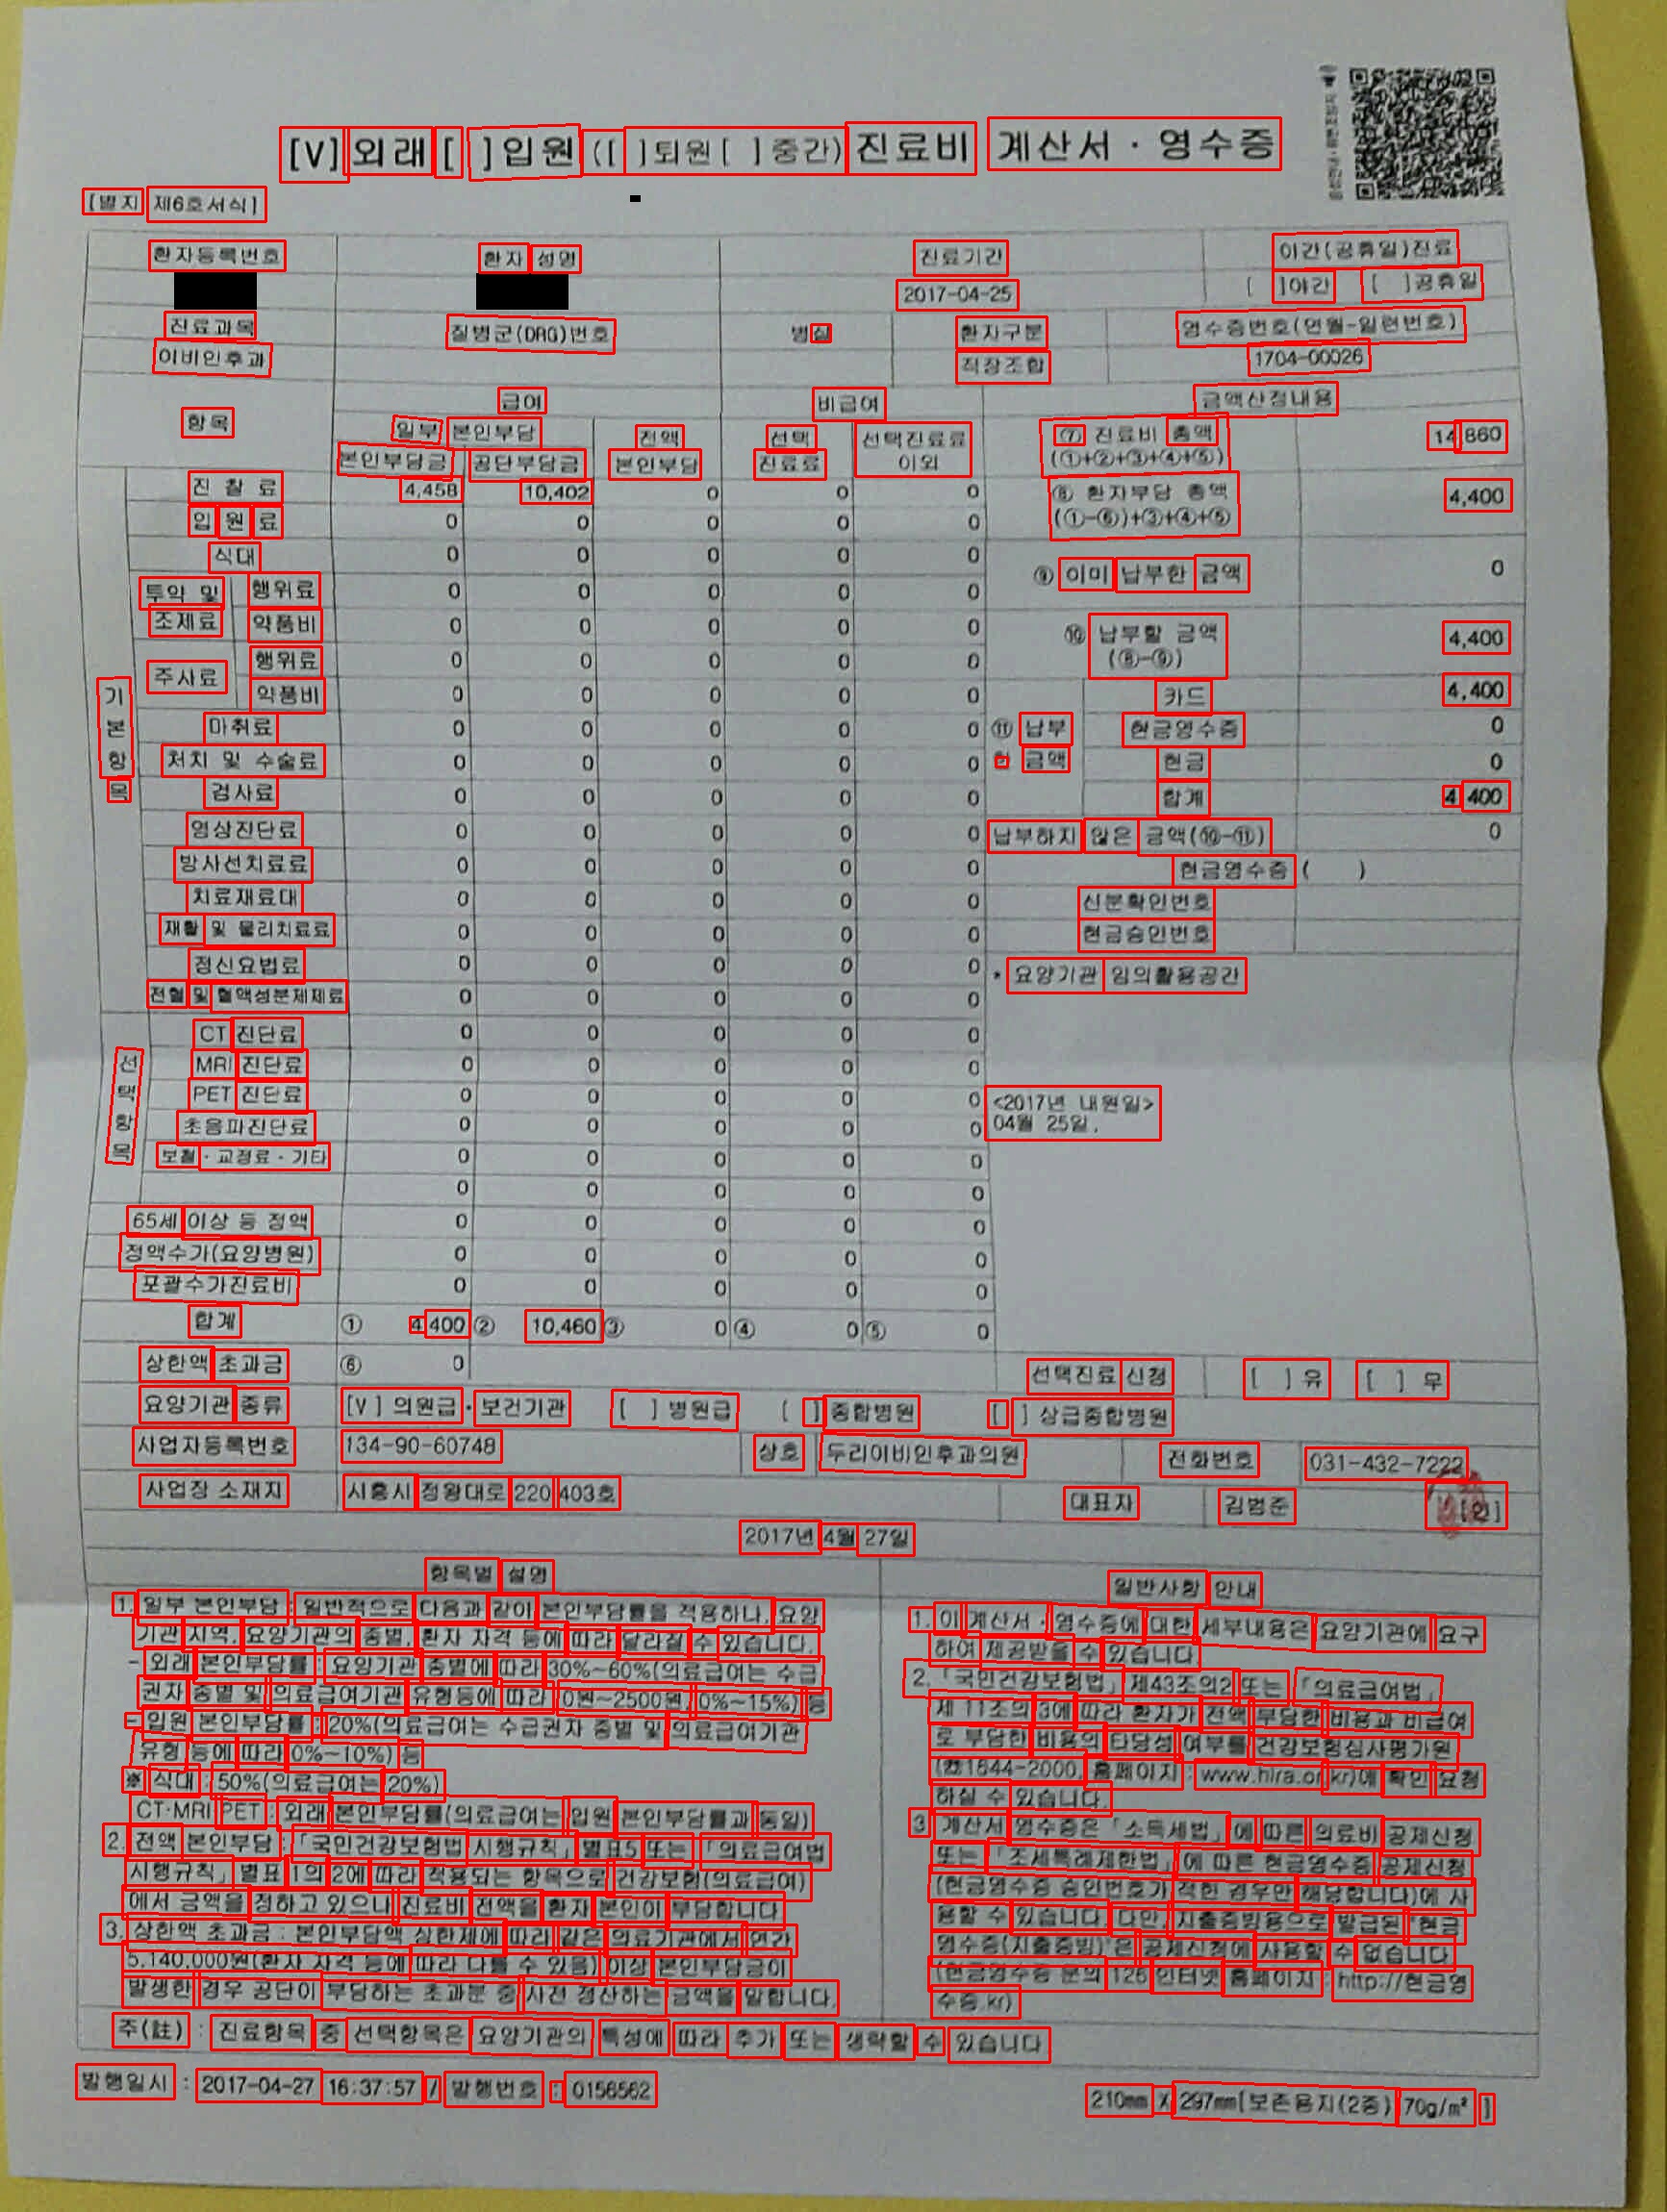 [V]외래[ ]입원([ ]퇴원[ ]중간)진료비 계산서·영수증
[별지 제6호서식]
환자등록번호 환자 성명 진료기간 야간(공휴일)진료
2017-04-25 [ ]야간 [ ]공휴일
진료과목 질병군(DRG)번호 병실 환자구분 영수증번호(연월-일련번호)
이비인후과 직장조합 1704-00026
항목 급여 비급여 금액산정내용
일부 본인부담 전액 본인부담 선택 진료료 선택진료료 이외 ⑦ 진료비 총액 14,860
본인부담금 공단부담금 (①+②+③+④+⑤)
진 찰 료 4,458 10,402 0 0 0 ⑧ 환자부담 총액 4,400
입 원 료 0 0 0 0 0 (①-⑥)+③+④+⑤
식대 0 0 0 0 0 ⑨ 이미 납부한 금액 0
투약 및 조제료 행위료 0 0 0 0 0
약품비 0 0 0 0 0 ⑩ 납부할 금액 4,400
주사료 행위료 0 0 0 0 0 (⑧-⑨)
약품비 0 0 0 0 0 카드 4,400
기본항목 마취료 0 0 0 0 0 ⑪ 납부 현금영수증 0
처치 및 수술료 0 0 0 0 0 한 금액 현금 0
검사료 0 0 0 0 0 합계 4,400
영상진단료 0 0 0 0 0 납부하지 않은 금액(⑩-⑪) 0
방사선치료료 0 0 0 0 0 현금영수증 ( )
치료재료대 0 0 0 0 0 신분확인번호
재활 및 물리치료료 0 0 0 0 0 현금승인번호
정신요법료 0 0 0 0 0 * 요양기관 임의활용공간
전혈 및 혈액성분제제료 0 0 0 0 0
선택항목 CT 진단료 0 0 0 0 0
MRI 진단료 0 0 0 0 0
PET 진단료 0 0 0 0 0 <2017년 내원일>
초음파진단료 0 0 0 0 0 04월 25일.
보철·교정료·기타 0 0 0 0 0
0 0 0 0 0
65세 이상 등 정액 0 0 0 0 0
정액수가(요양병원) 0 0 0 0 0
포괄수가진료비 0 0 0 0 0
합계 ① 4,400 ② 10,460 ③ 0 ④ 0 ⑤ 0
상한액 초과금 ⑥ 0 선택진료 신청 [ ] 유 [ ] 무
요양기관 종류 [V] 의원급·보건기관 [ ] 병원급 [ ] 종합병원 [ ] 상급종합병원
사업자등록번호 134-90-60748 상호 두리이비인후과의원 전화번호 031-432-7222
사업장 소재지 시흥시 정왕대로 220 403호 대표자 김범준 [인]
2017년 4월 27일
항목별 설명
1. 일부 본인부담 : 일반적으로 다음과 같이 본인부담률을 적용하나, 요양
기관 지역, 요양기관의 종별, 환자 자격 등에 따라 달라질 수 있습니다.
- 외래 본인부담률 : 요양기관 종별에 따라 30%~60%(의료급여는 수급
권자 종별 및 의료급여기관 유형등에 따라 0원~2500원, 0%~15%) 등
- 입원 본인부담률 : 20%(의료급여는 수급권자 종별 및 의료급여기관
유형 등에 따라 0%~10%) 등
※ 식대 : 50%(의료급여는 20%)
CT·MRI PET : 외래 본인부담률(의료급여는 입원 본인부담률과 동일)
2. 전액 본인부담 : 「국민건강보험법 시행규칙」 별표5 또는 「의료급여법
시행규칙」 별표 1의 2에 따라 적용되는 항목으로 건강보험(의료급여)
에서 금액을 정하고 있으나 진료비 전액을 환자 본인이 부담합니다
3. 상한액 초과금 : 본인부담액 상한제에 따라 같은 의료기관에서 연간
5,140,000원(환자 자격 등에 따라 다를 수 있음) 이상 본인부담금이
발생한 경우 공단이 부담하는 초과분 중 사전 정산하는 금액을 말합니다.
일반사항 안내
1. 이 계산서·영수증에 대한 세부내용은 요양기관에 요구
하여 제공받을 수 있습니다.
2. 「국민건강보험법」 제43조의2 또는 「의료급여법」
제 11조의 3에 따라 환자가 전액 부담한 비용과 비급여
로 부담한 비용의 타당성 여부를 건강보험심사평가원
(☎1644-2000, 홈페이지 : www.hira.or.kr)에 확인 요청
하실 수 있습니다.
3. 계산서 영수증은 「소득세법」에 따른 의료비 공제신청
또는 「조세특례제한법」에 따른 현금영수증 공제신청
(현금영수증 승인번호가 적힌 경우만 해당합니다)에 사
용할 수 있습니다. 다만, 지출증빙용으로 발급된 "현금
영수증(지출증빙)"은 공제신청에 사용할 수 없습니다
(현금영수증 문의 126 인터넷 홈페이지 : http://현금영
수증.kr)
주(註) : 진료항목 중 선택항목은 요양기관의 특성에 따라 추가 또는 생략할 수 있습니다
발행일시 : 2017-04-27 16:37:57 / 발행번호 : 0156562
210mm X 297mm[보존용지(2종) 70g/m² ]